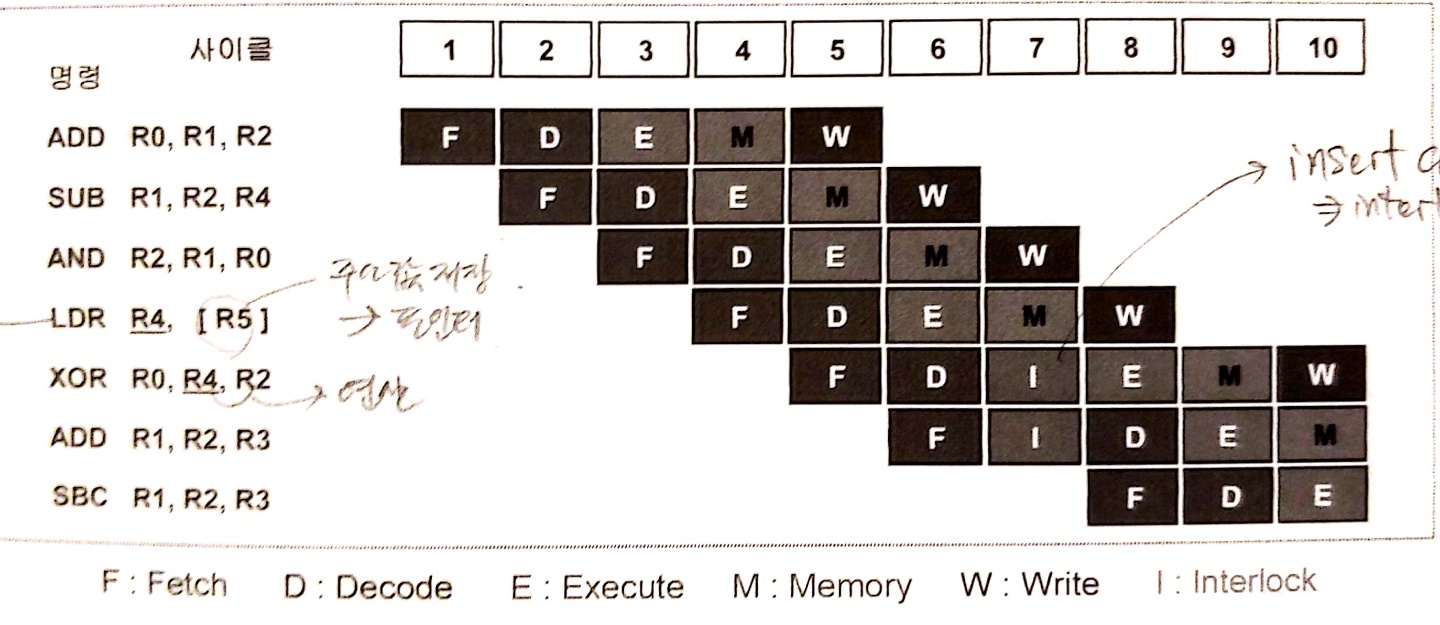 사이클 1 2 3 4 5 6 7 8 9 10
명령
ADD R0, R1, R2 F D E M W
SUB R1, R2, R4 F D E M W
AND R2, R1, R0 F D E M W
LDR R4, [ R5 ] F D E M W
XOR R0, R4, R2 F D I E M W
ADD R1, R2, R3 F I D E M
SBC R1, R2, R3 F D E
insert
⇒
주소값 저장
→ 포인터
→ 연산
F : Fetch D : Decode E : Execute M : Memory W : Write I : Interlock